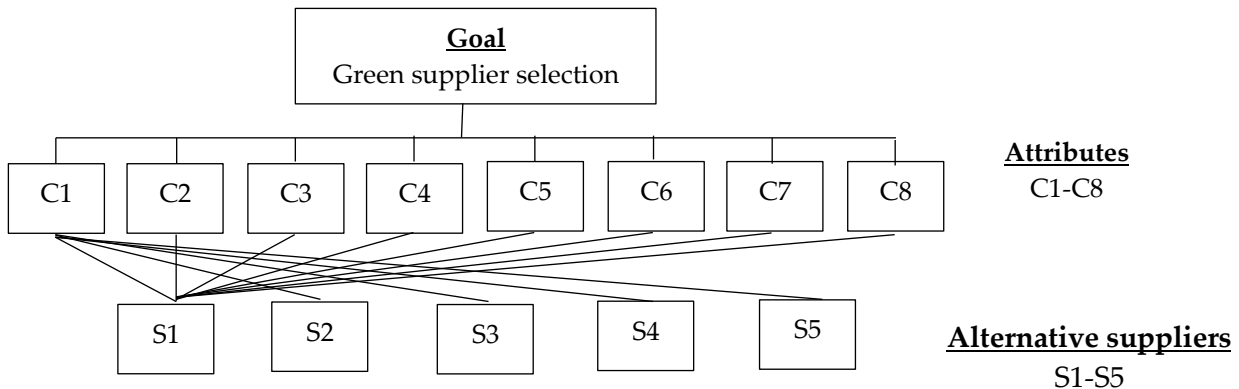 Goal
Green supplier selection
C1 C2 C3 C4 C5 C6 C7 C8
Attributes
C1-C8
S1 S2 S3 S4 S5
Alternative suppliers
S1-S5